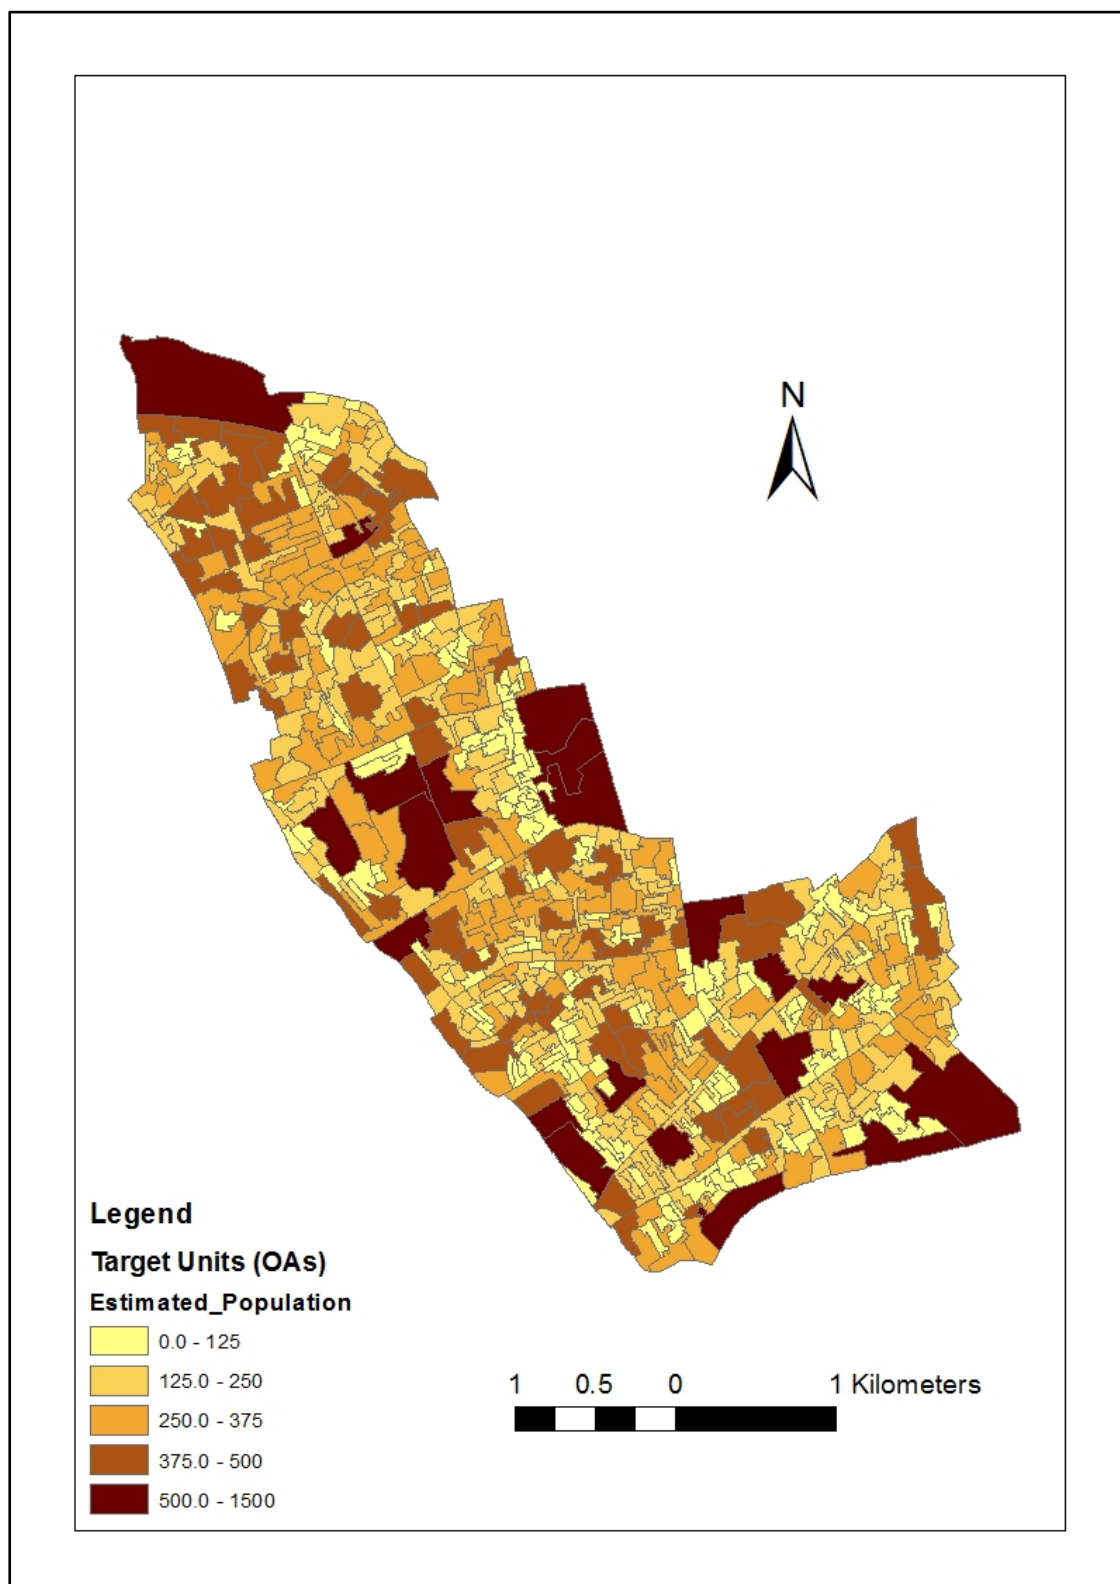 N
Legend
Target Units (OAs)
Estimated_Population
0.0 - 125
125.0 - 250
250.0 - 375
375.0 - 500
500.0 - 1500
1 0.5 0 1 Kilometers